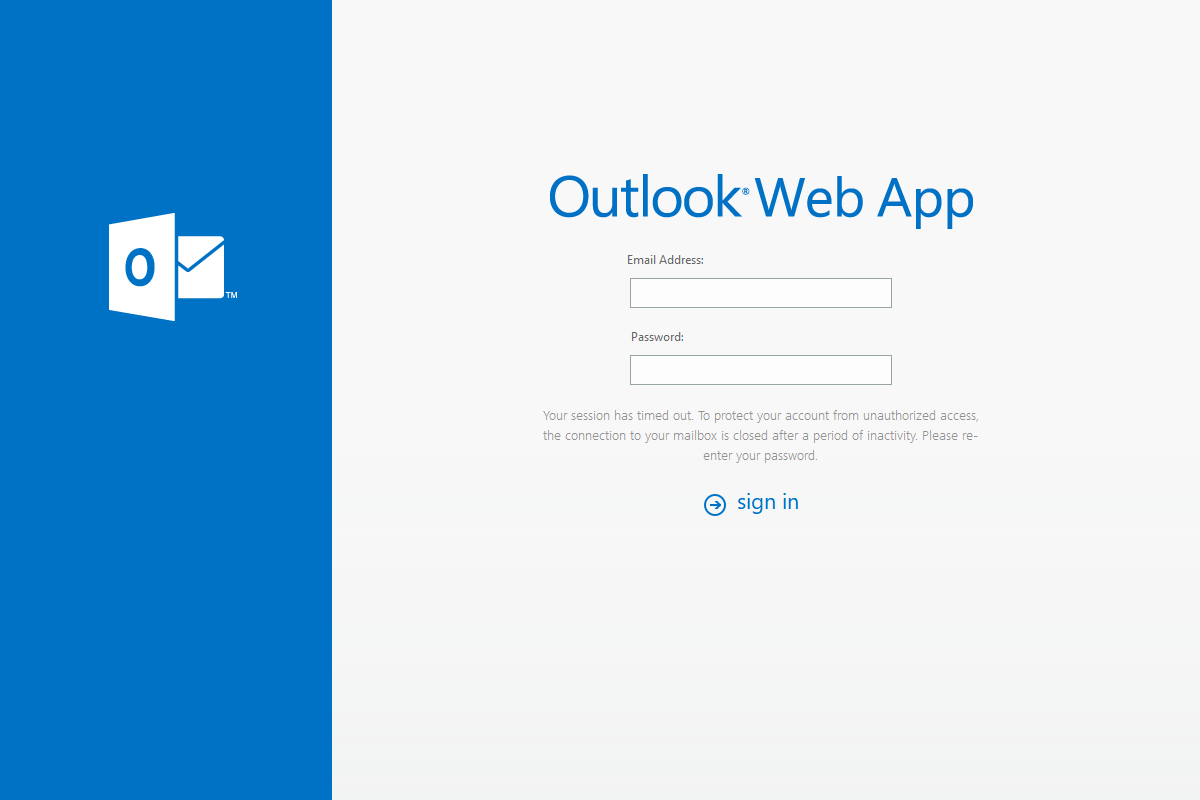 Outlook® Web App
Email Address:
O
TM
Password:
Your session has timed out. To protect your account from unauthorized access,
the connection to your mailbox is closed after a period of inactivity. Please re-
enter your password.
sign in